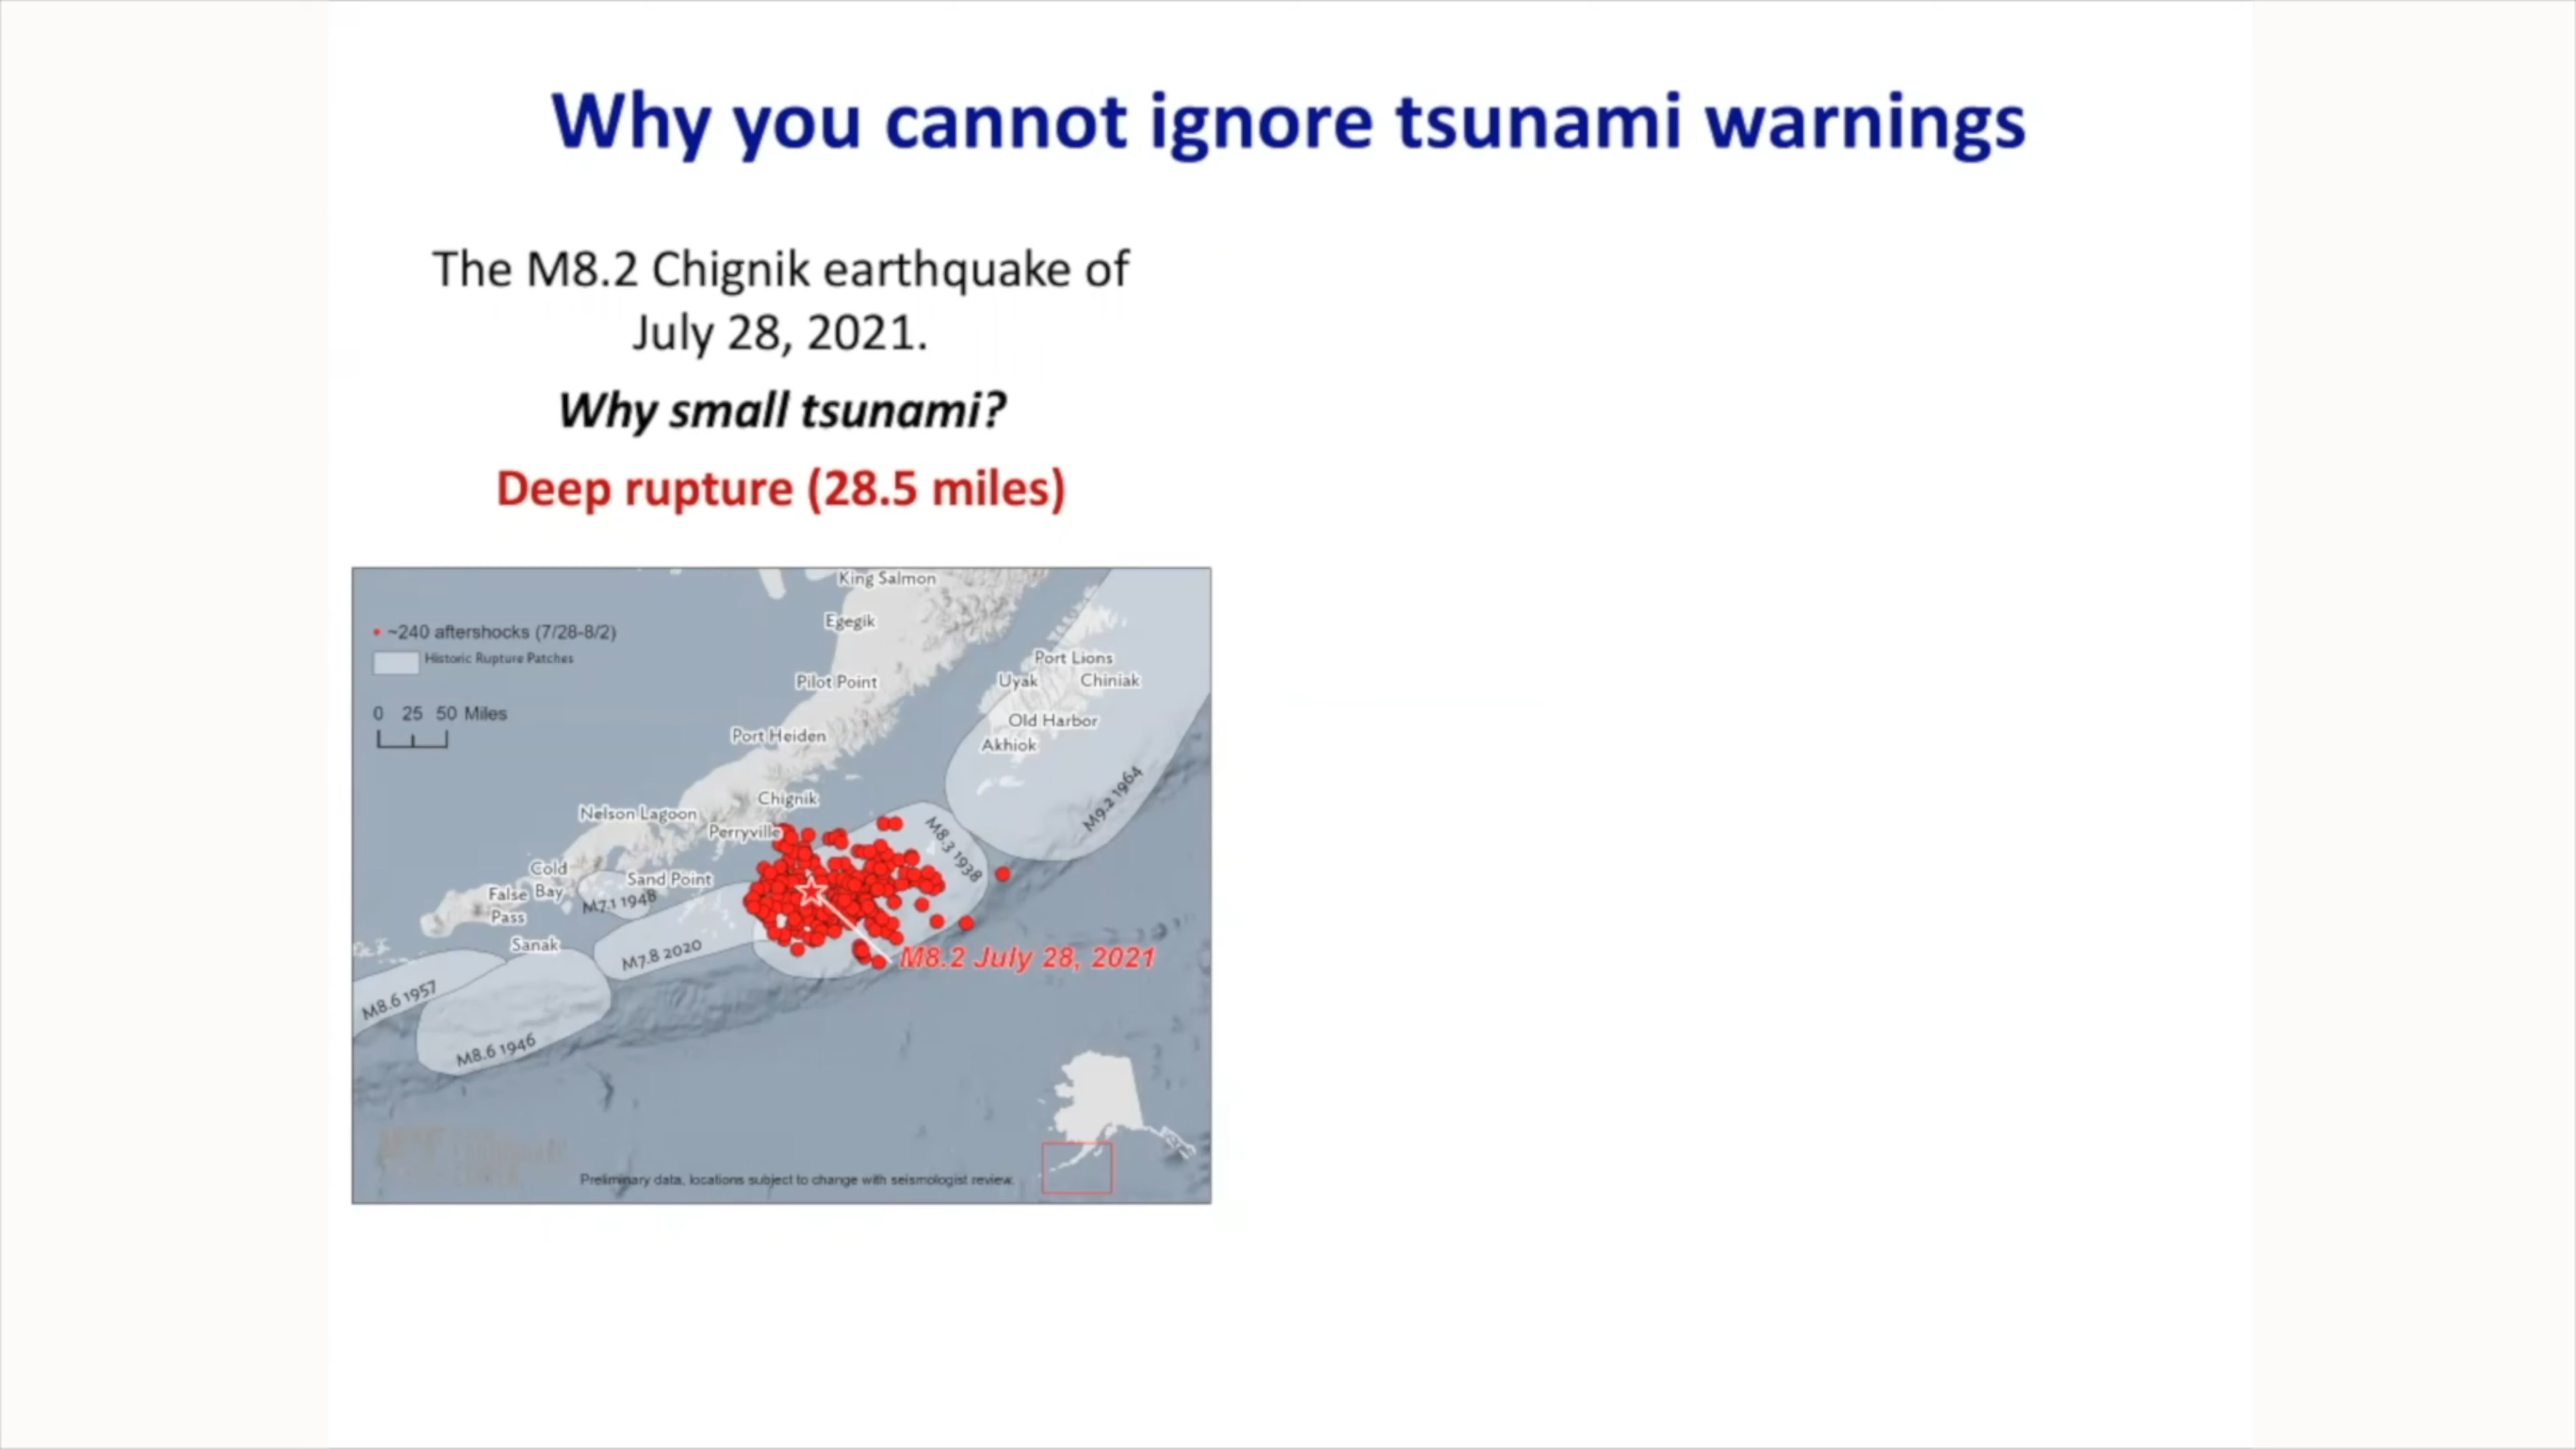 Why you cannot ignore tsunami warnings
The M8.2 Chignik earthquake of
July 28, 2021.
Why small tsunami?
Deep rupture (28.5 miles)
King Salmon
~240 aftershocks (7/28-8/2)
Egegik
Historic Rupture Patches
Port Lions
Uyak
Chiniak
Pilot Point
0 25 50 Miles
Old Harbor
Port Heiden
Akhiok
Chignik
M9.2 1964
Nelson Lagoon
Perryville
M8.3 1938
Cold
Bay
Sand Point
False
Pass
M7.1 1948
Sanak
M7.8 2020
M8.2 July 28, 2021
M8.6 1957
M8.6 1946
Preliminary data, locations subject to change with seismologist review.